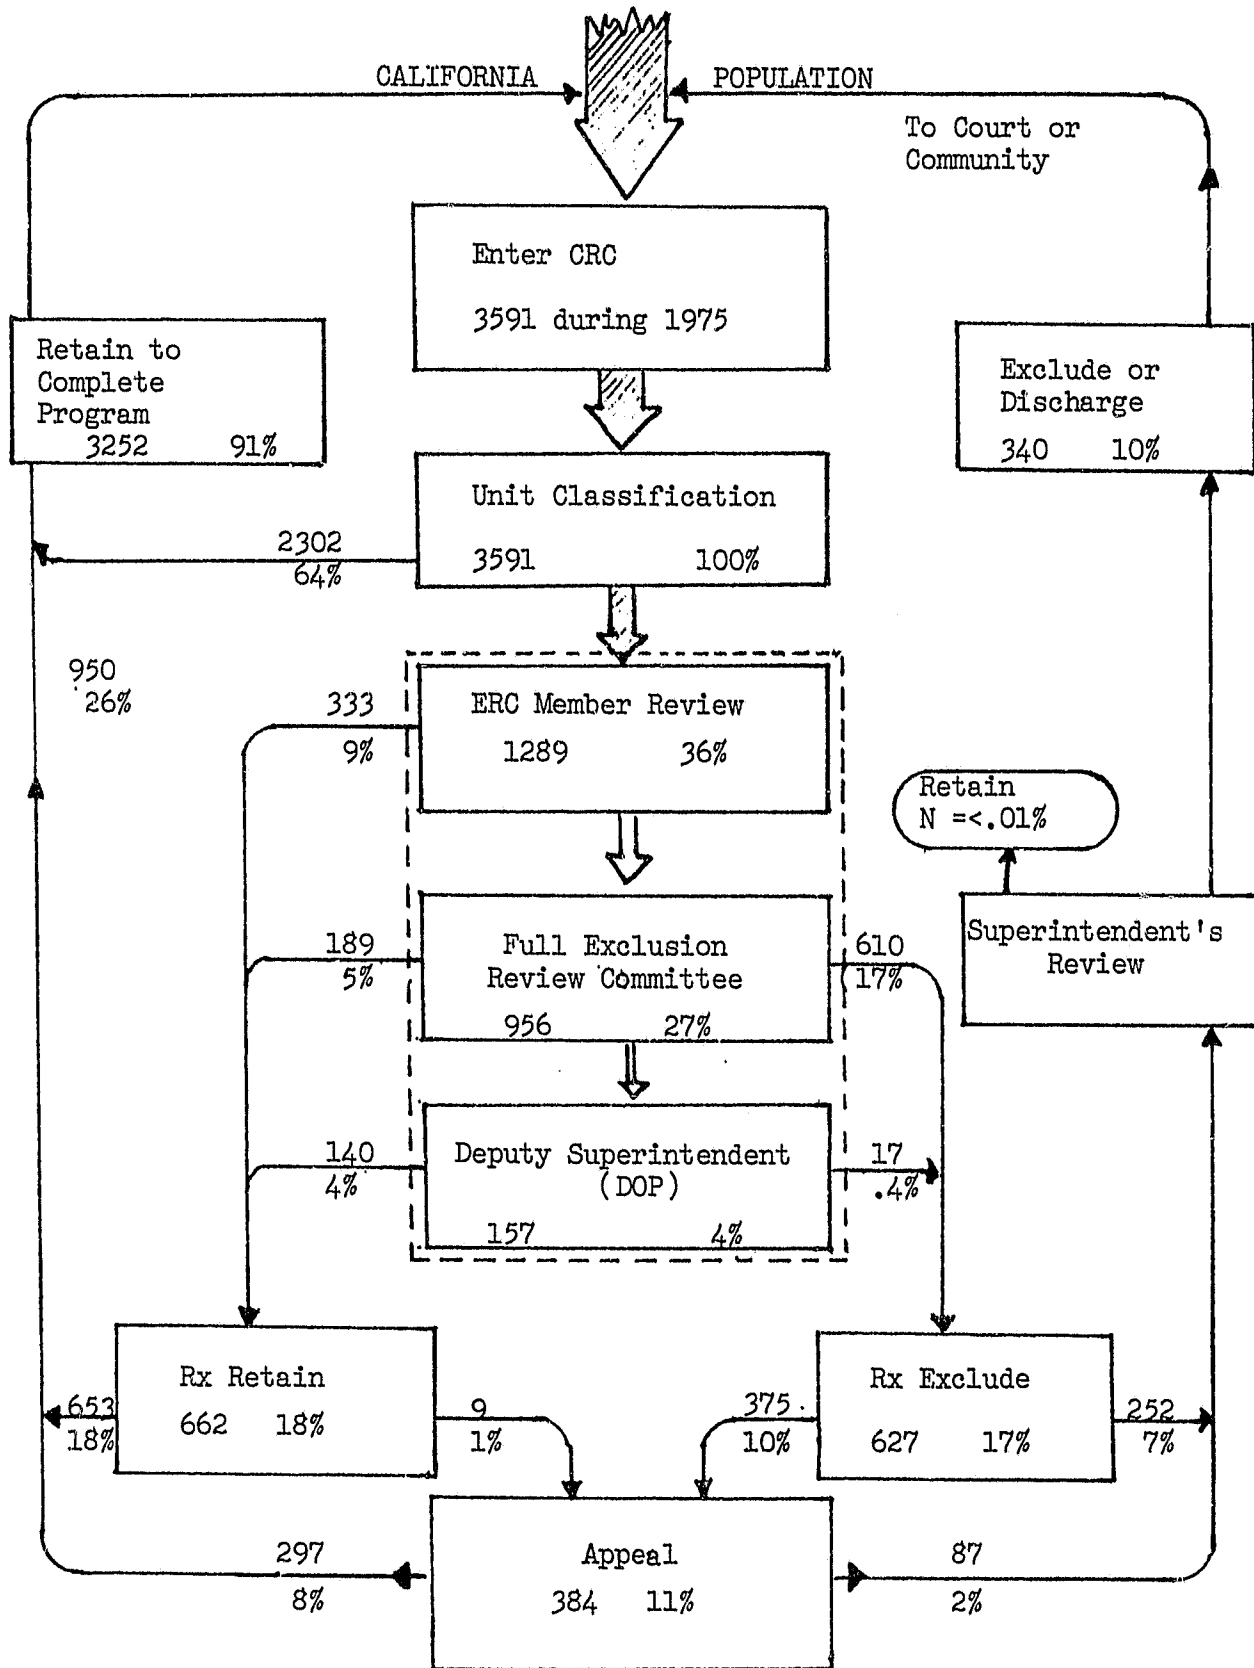 CALIFORNIA POPULATION
To Court or
Community
Enter CRC
3591 during 1975
Retain to
Complete
Program
3252 91%
Exclude or
Discharge
340 10%
Unit Classification
3591 100%
2302
64%
950
26%
ERC Member Review
1289 36%
333
9%
Retain
N =<.01%
Full Exclusion
Review Committee
956 27%
189
5%
610
17%
Superintendent's
Review
Deputy Superintendent
(DOP)
157 4%
140
4%
17
.4%
Rx Retain
662 18%
653
18%
9
1%
Rx Exclude
627 17%
375
10%
252
7%
Appeal
384 11%
297
8%
87
2%